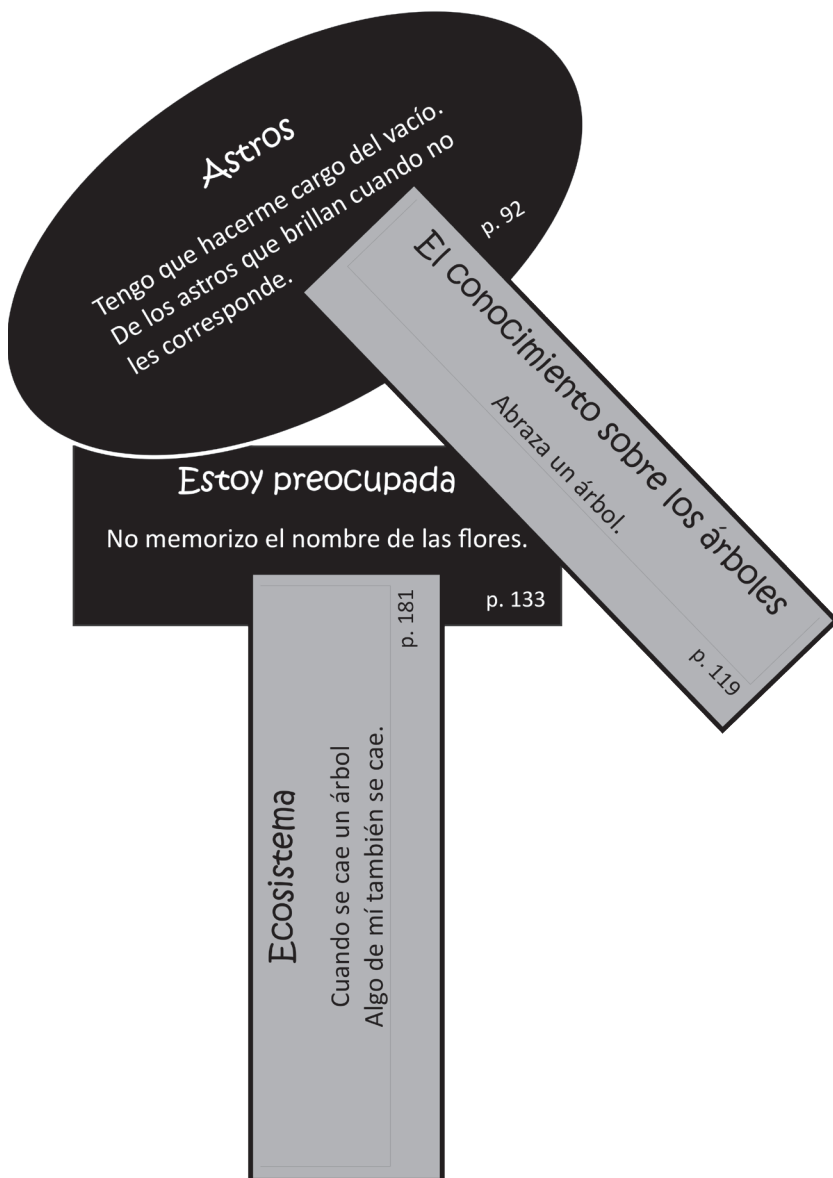 Astros
Tengo que hacerme cargo del vacío.
De los astros que brillan cuando no
les corresponde.
p. 92
El conocimiento sobre los árboles
Abraza un árbol.
p. 119
Estoy preocupada
No memorizo el nombre de las flores.
p. 133
Ecosistema
Cuando se cae un árbol
Algo de mí también se cae.
p. 181